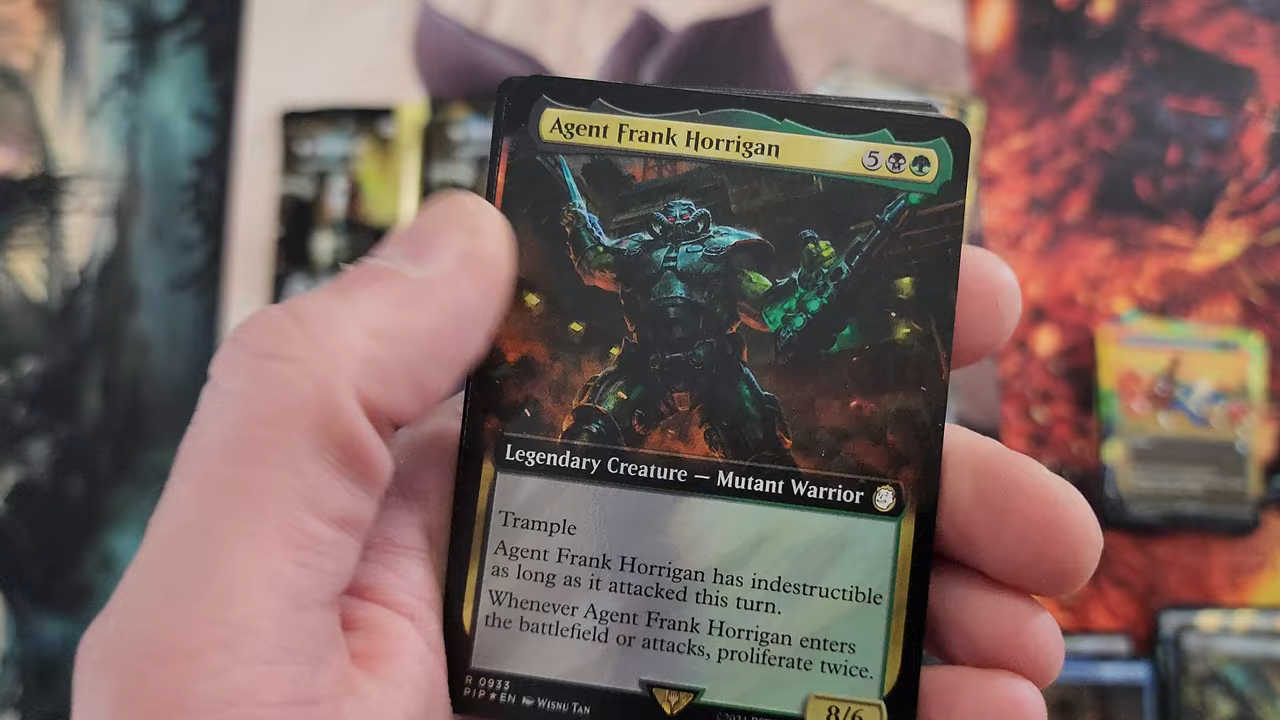 Agent Frank Horrigan
5
Legendary Creature — Mutant Warrior
Trample
Agent Frank Horrigan has indestructible
as long as it attacked this turn.
Whenever Agent Frank Horrigan enters
the battlefield or attacks, proliferate twice.
8/6
R 0933
PIP★EN Wisnu Tan